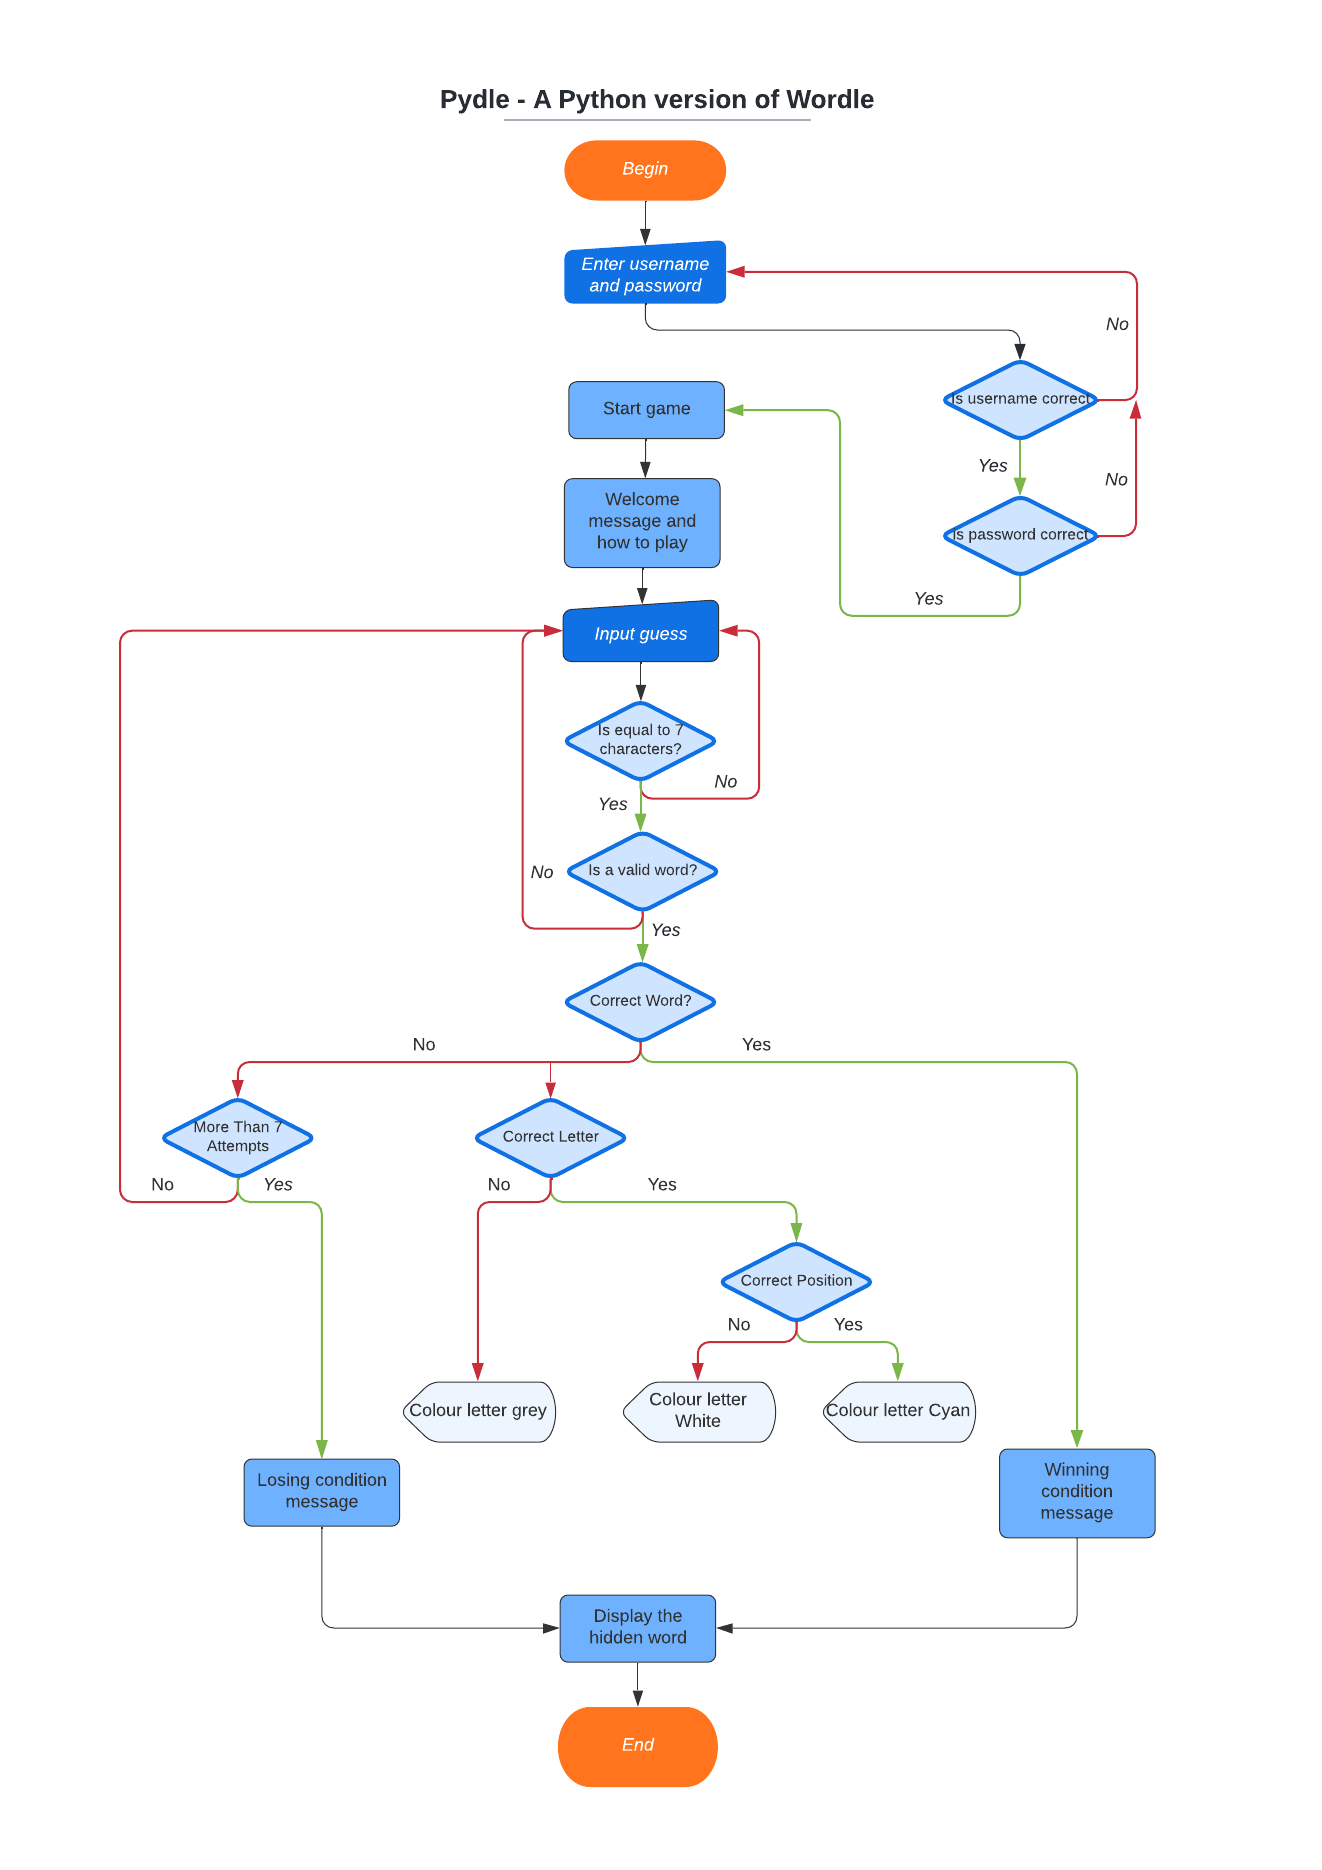 Pydle - A Python version of Wordle
Begin
Enter username
and password
No
Is username correct
Start game
Yes
No
Welcome
message and
how to play
Is password correct
Yes
Input guess
Is equal to 7
characters?
No
Yes
Is a valid word?
No
Yes
Correct Word?
No
Yes
More Than 7
Attempts
Correct Letter
No
Yes
No
Yes
Correct Position
No
Yes
Colour letter grey
Colour letter
White
Colour letter Cyan
Losing condition
message
Winning
condition
message
Display the
hidden word
End